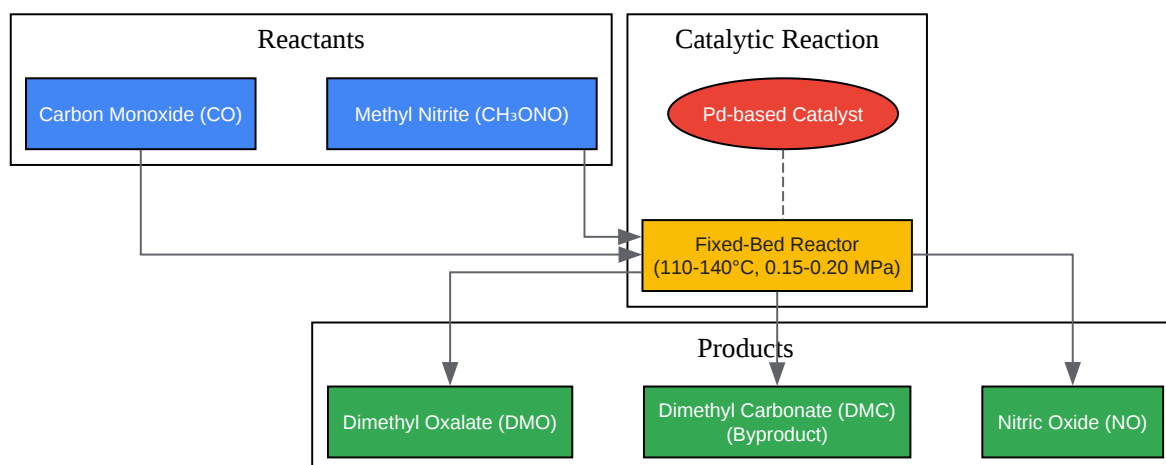 Reactants
Catalytic Reaction
Carbon Monoxide (CO)
Methyl Nitrite (CH₃ONO)
Pd-based Catalyst
Fixed-Bed Reactor
(110-140°C, 0.15-0.20 MPa)
Products
Dimethyl Oxalate (DMO)
Dimethyl Carbonate (DMC)
(Byproduct)
Nitric Oxide (NO)